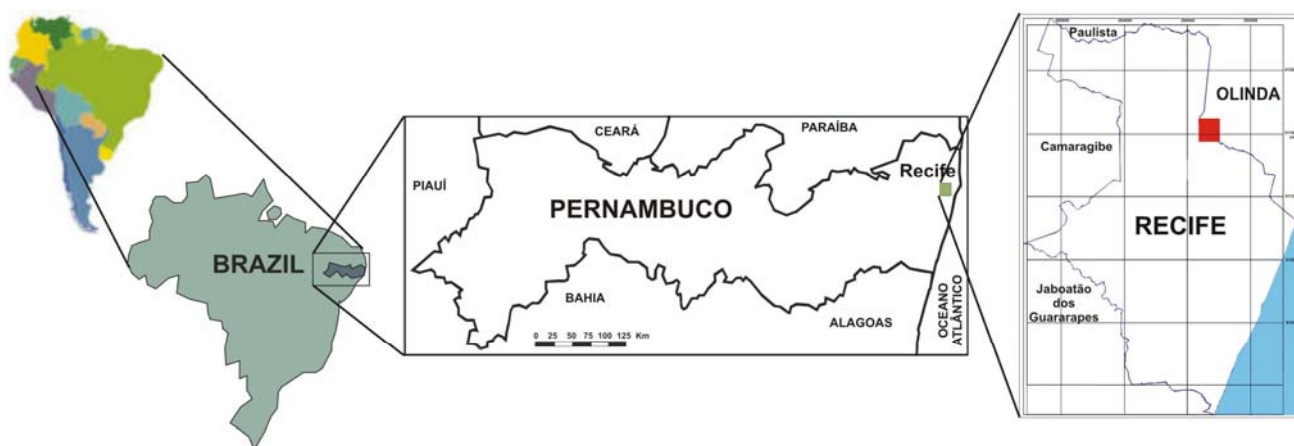 BRAZIL
CEARÁ
PARAÍBA
PIAUÍ
Recife
PERNAMBUCO
BAHIA
ALAGOAS
OCEANO
ATLÂNTICO
0 25 50 75 100 125 Km
Paulista
OLINDA
Camaragibe
RECIFE
Jaboatão
dos
Guararapes